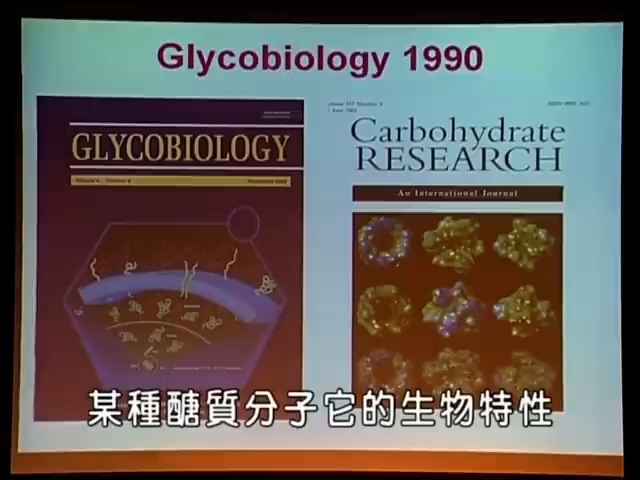 Glycobiology 1990
GLYCOBIOLOGY
Carbohydrate
RESEARCH
An International Journal
某種醣質分子它的生物特性